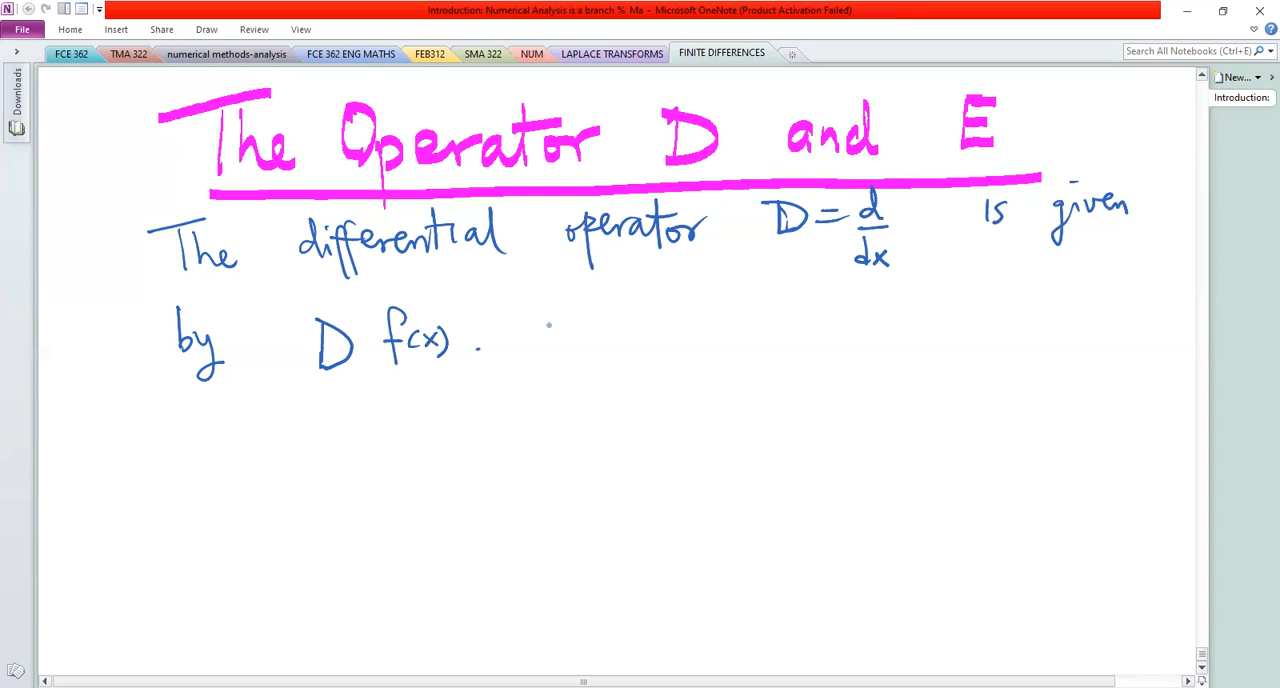 Introduction: Numerical Analysis is a branch % Ma - Microsoft OneNote (Product Activation Failed)
File Home Insert Share Draw Review View
FCE 362 TMA 322 numerical methods-analysis FCE 362 ENG MATHS FEB312 SMA 322 NUM LAPLACE TRANSFORMS FINITE DIFFERENCES Search All Notebooks (Ctrl+E)
Downloads
New...
Introduction:
The Operator D and E
The differential operator D = d/dx is given
by D f(x) .